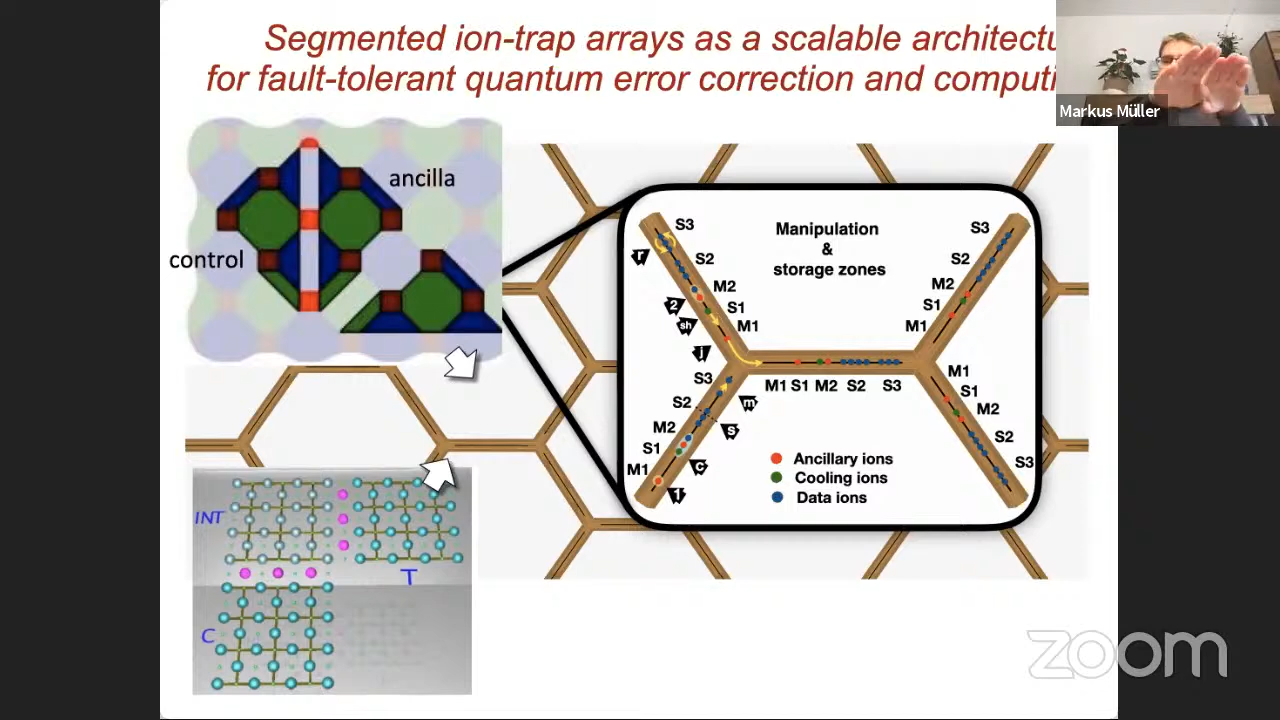 Segmented ion-trap arrays as a scalable architectu
for fault-tolerant quantum error correction and computi
Markus Müller
ancilla
control
Manipulation
&
storage zones
S3
S2
M2
S1
M1
r
2
sh
j
S3
S2
M2
S1
M1
m
s
c
f
M1 S1 M2 S2 S3
S3
S2
M2
S1
M1
M1
S1
M2
S2
S3
Ancillary ions
Cooling ions
Data ions
INT
T
C
zoom